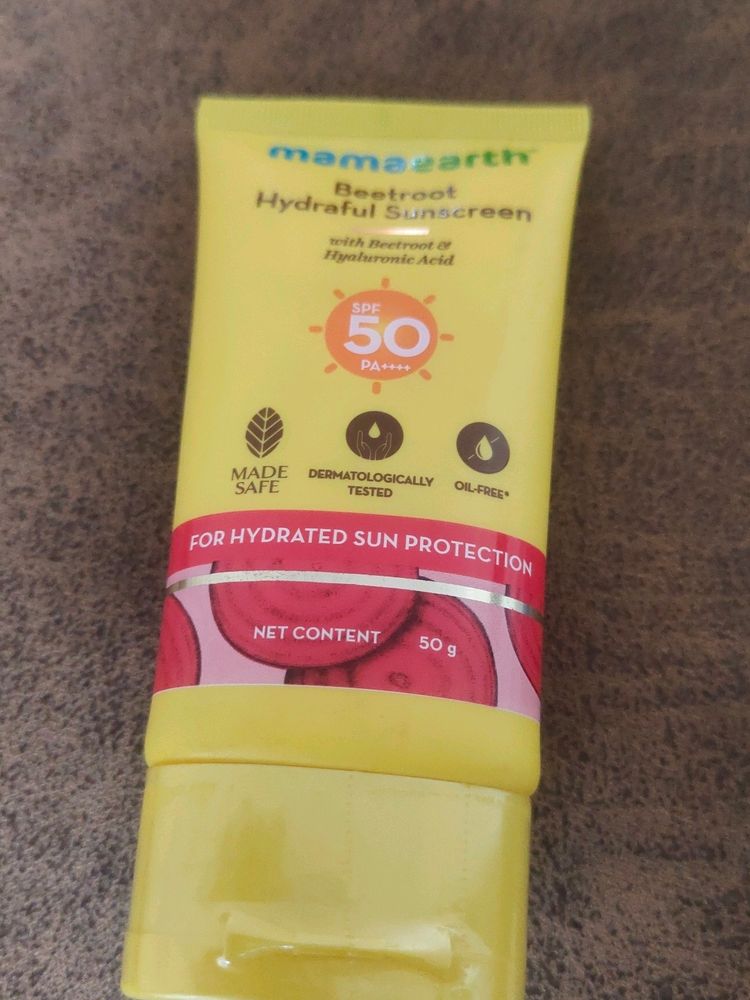 mamaearth
Beetroot
Hydraful Sunscreen
with Beetroot &
Hyaluronic Acid
SPF
50
PA++++
MADE
SAFE
DERMATOLOGICALLY
TESTED
OIL-FREE*
FOR HYDRATED SUN PROTECTION
NET CONTENT 50 g